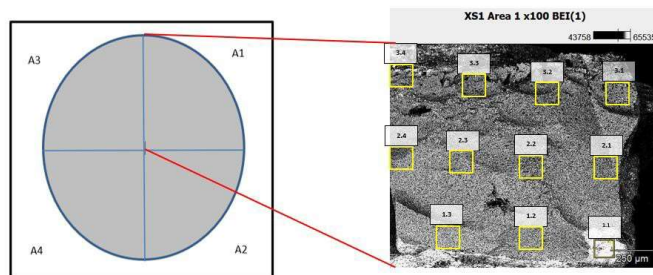 XS1 Area 1 x100 BEI(1)
43758 65535
A3 A1
A4 A2
3.4 3.3 3.2 3.1
2.4 2.3 2.2 2.1
1.3 1.2 1.1
250 µm